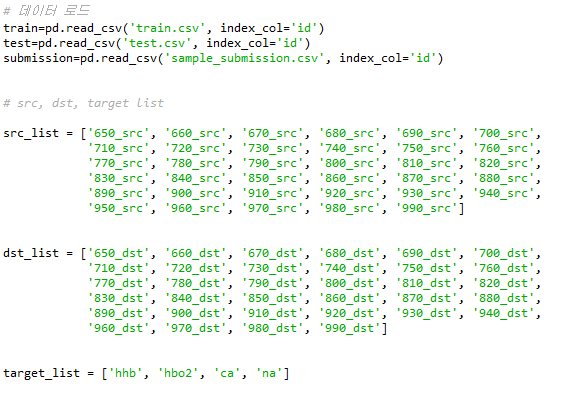 # 데이터 로드
train=pd.read_csv('train.csv', index_col='id')
test=pd.read_csv('test.csv', index_col='id')
submission=pd.read_csv('sample_submission.csv', index_col='id')
# src, dst, target list
src_list = ['650_src', '660_src', '670_src', '680_src', '690_src', '700_src',
'710_src', '720_src', '730_src', '740_src', '750_src', '760_src',
'770_src', '780_src', '790_src', '800_src', '810_src', '820_src',
'830_src', '840_src', '850_src', '860_src', '870_src', '880_src',
'890_src', '900_src', '910_src', '920_src', '930_src', '940_src',
'950_src', '960_src', '970_src', '980_src', '990_src']
dst_list = ['650_dst', '660_dst', '670_dst', '680_dst', '690_dst', '700_dst',
'710_dst', '720_dst', '730_dst', '740_dst', '750_dst', '760_dst',
'770_dst', '780_dst', '790_dst', '800_dst', '810_dst', '820_dst',
'830_dst', '840_dst', '850_dst', '860_dst', '870_dst', '880_dst',
'890_dst', '900_dst', '910_dst', '920_dst', '930_dst', '940_dst',
'960_dst', '970_dst', '980_dst', '990_dst']
target_list = ['hhb', 'hbo2', 'ca', 'na']